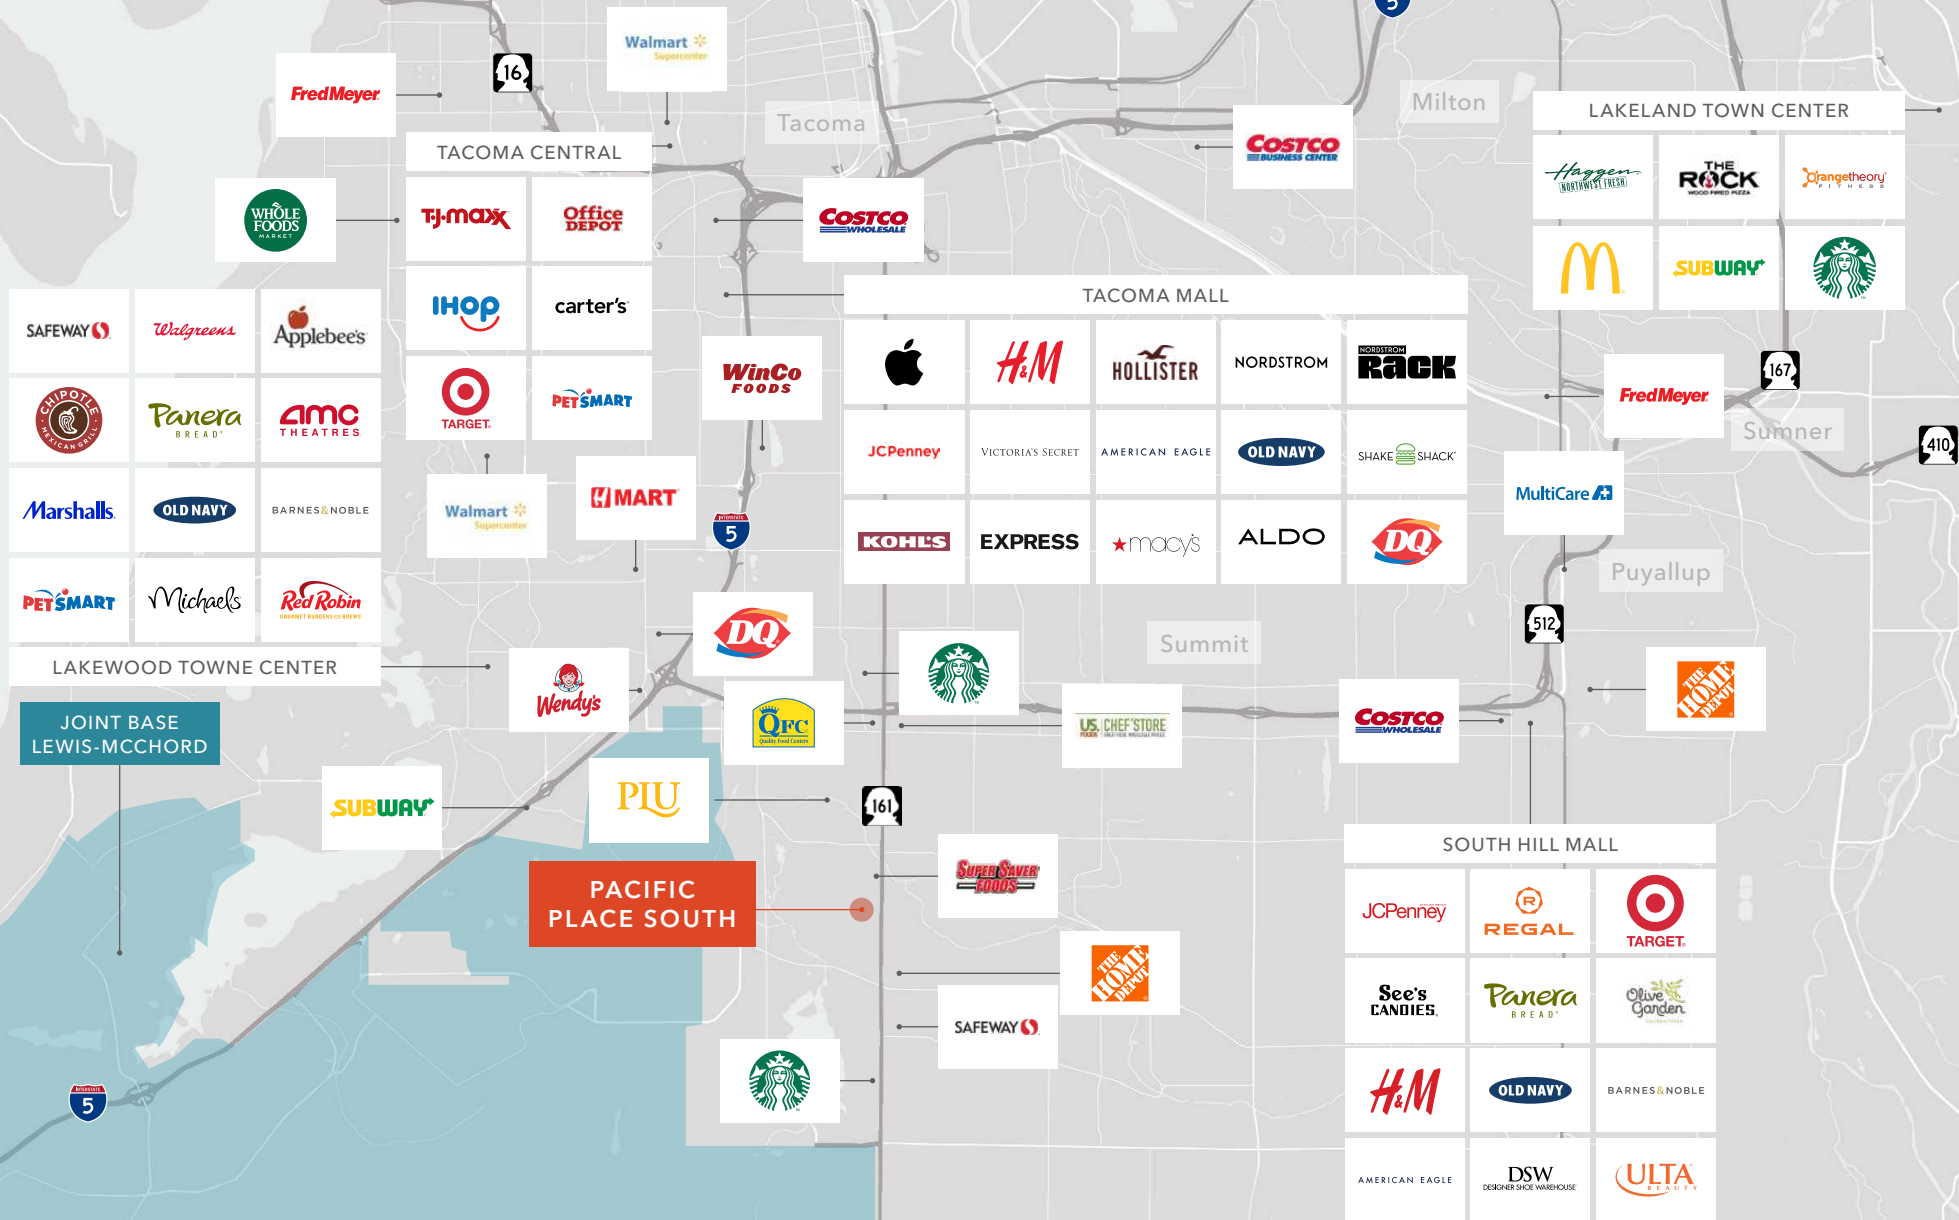 5
Walmart
Supercenter
FredMeyer
16
Tacoma
Milton
COSTCO
BUSINESS CENTER
LAKELAND TOWN CENTER
Haggen
NORTHWEST FRESH
THE
ROCK
WOOD FIRED PIZZA
Orangetheory
FITNESS
SUBWAY
TACOMA CENTRAL
T.J.maxx
Office
DEPOT
IHOP
carter's
TARGET
PETSMART
WHOLE
FOODS
MARKET
COSTCO
WHOLESALE
TACOMA MALL
H&M
HOLLISTER
NORDSTROM
NORDSTROM
Rack
JCPenney
VICTORIA'S SECRET
AMERICAN EAGLE
OLD NAVY
SHAKE SHACK
KOHL'S
EXPRESS
macy's
ALDO
DQ
SAFEWAY
Walgreens
Applebee's
CHIPOTLE
MEXICAN GRILL
Panera
BREAD
amc
THEATRES
Marshalls
OLD NAVY
BARNES&NOBLE
PETSMART
Michaels
Red Robin
GOURMET BURGERS AND BREWS
LAKEWOOD TOWNE CENTER
WinCo
FOODS
Walmart
Supercenter
H MART
INTERSTATE
5
FredMeyer
167
Sumner
410
MultiCare
Puyallup
512
DQ
Wendy's
Summit
QFC
Quality Food Centers
US.
FOODS
CHEF'STORE
COSTCO
WHOLESALE
THE
HOME
DEPOT
JOINT BASE
LEWIS-MCCHORD
SUBWAY
PLU
161
PACIFIC
PLACE SOUTH
SUPER SAVER
FOODS
THE
HOME
DEPOT
SAFEWAY
INTERSTATE
5
SOUTH HILL MALL
JCPenney
R
REGAL
TARGET
See's
CANDIES
Panera
BREAD
Olive
Garden
H&M
OLD NAVY
BARNES&NOBLE
AMERICAN EAGLE
DSW
DESIGNER SHOE WAREHOUSE
ULTA
BEAUTY